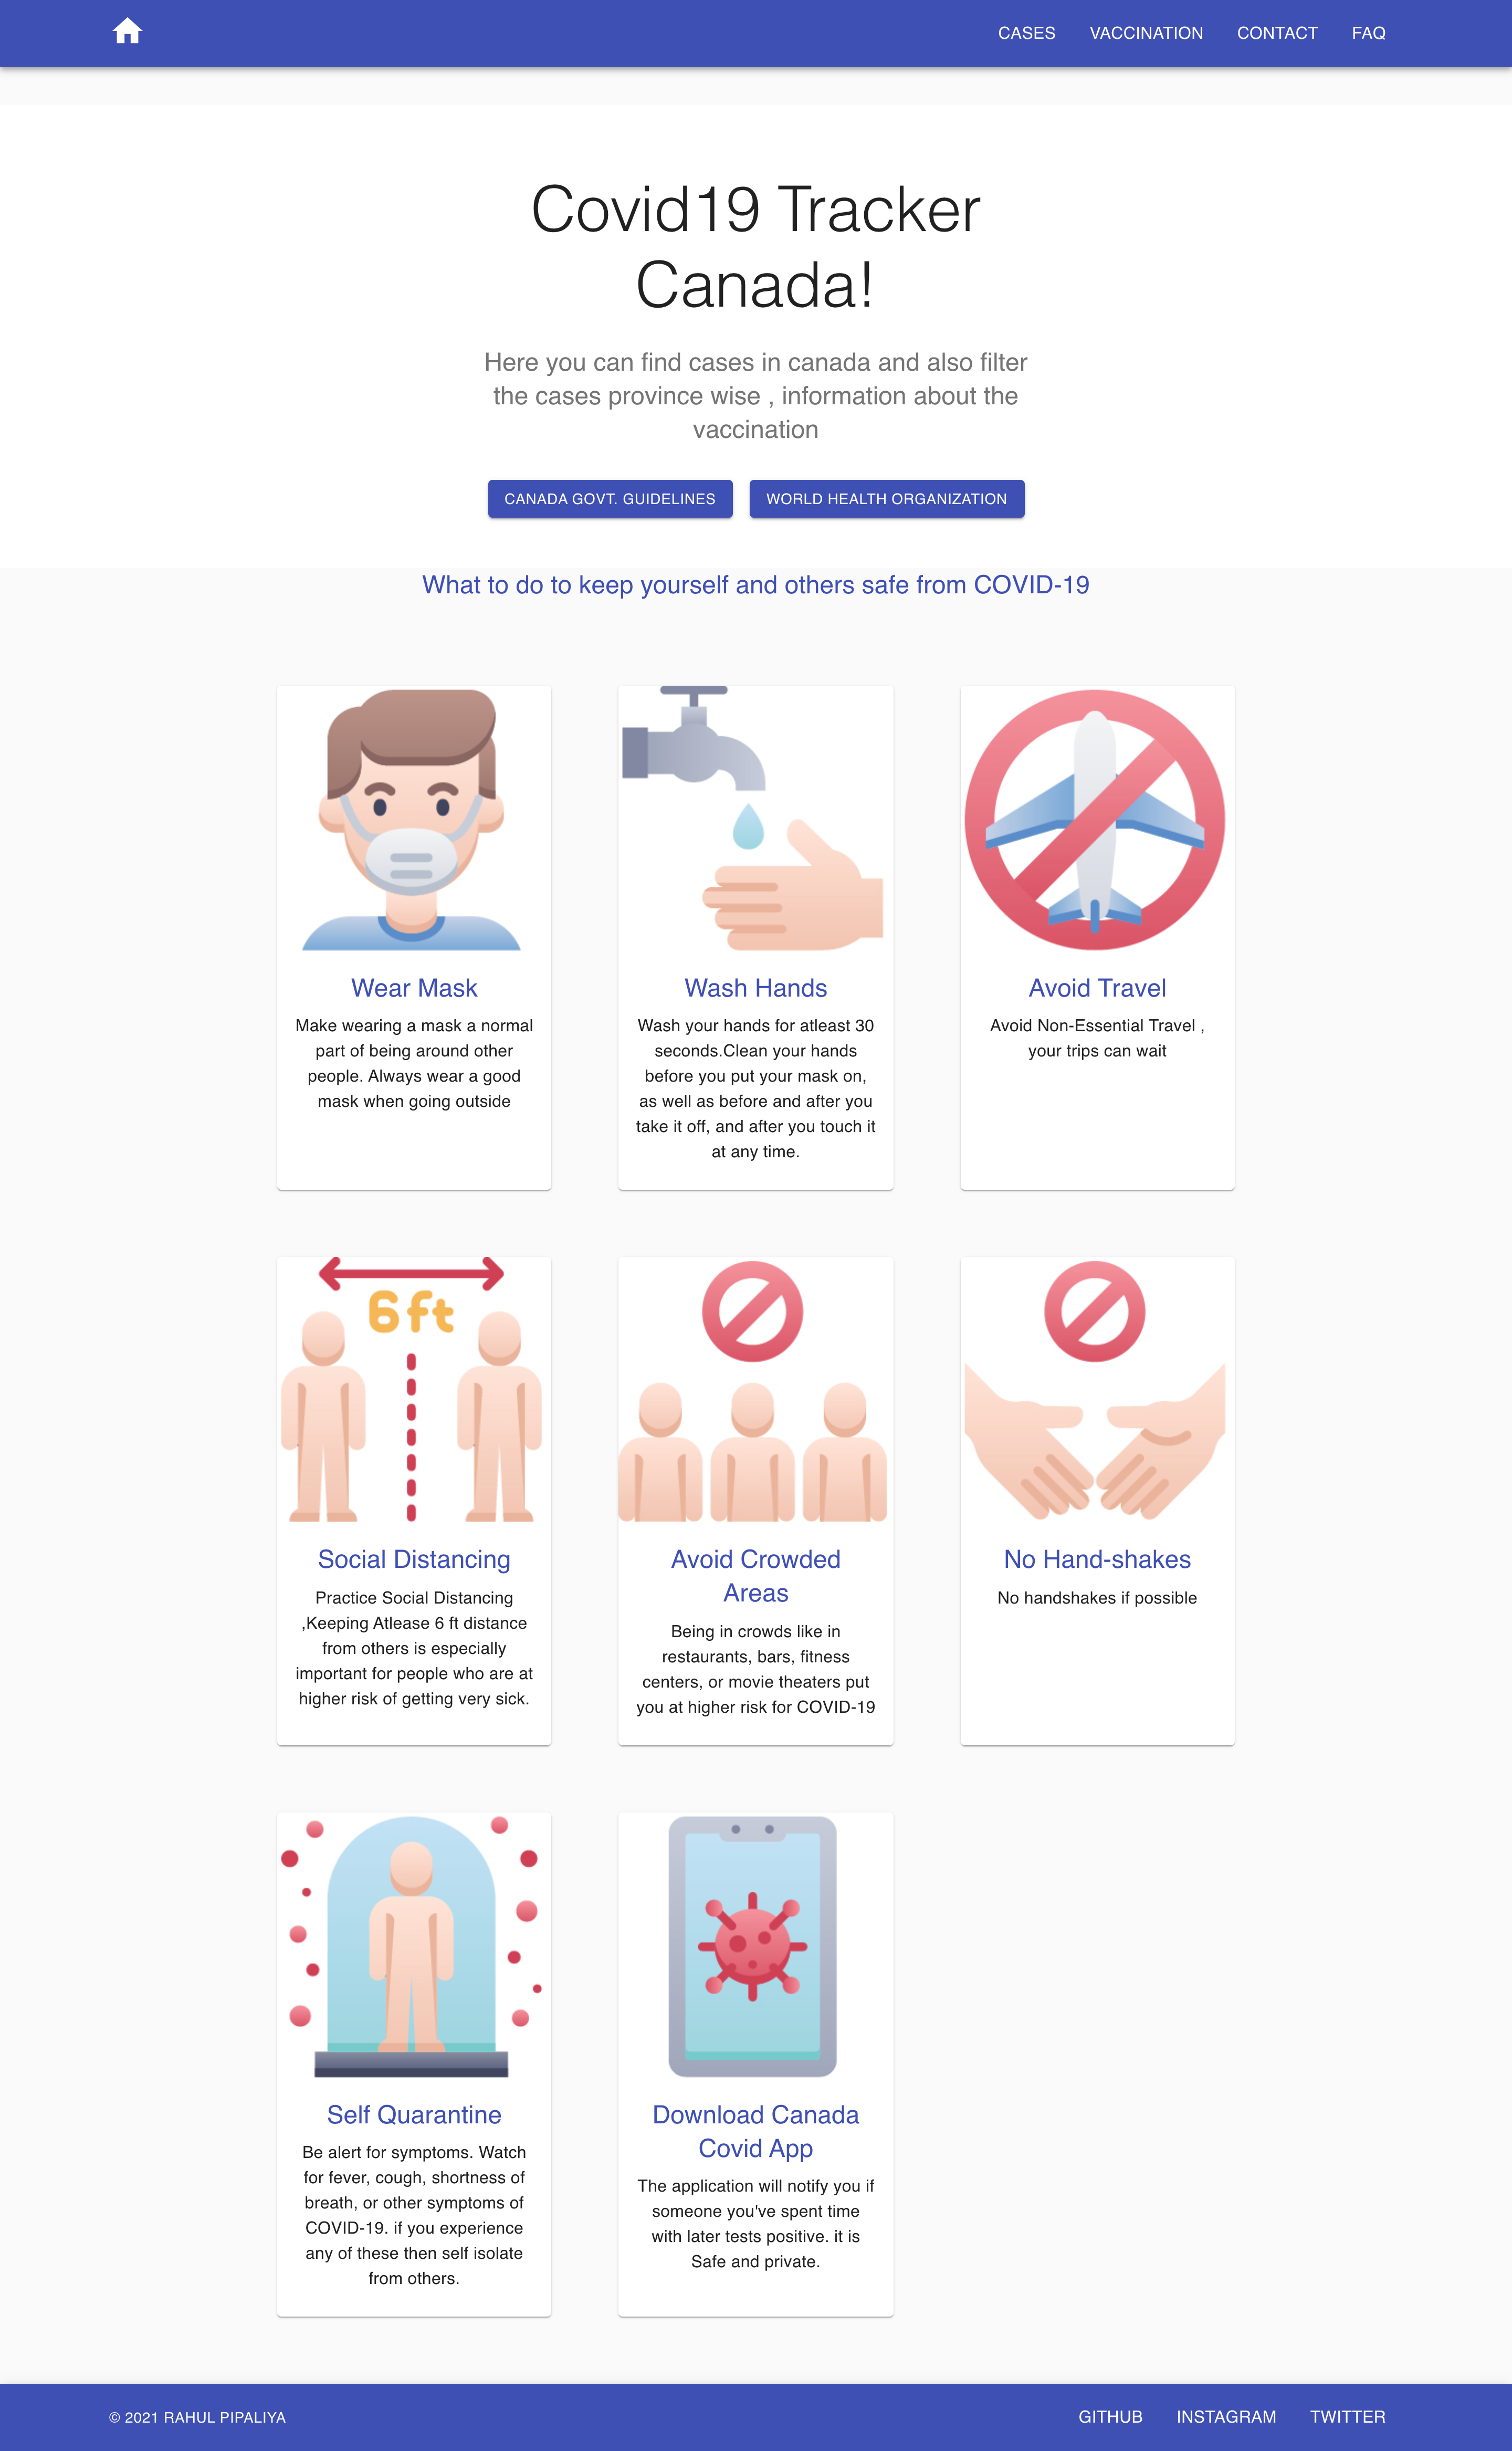 CASES VACCINATION CONTACT FAQ
Covid19 Tracker
Canada!
Here you can find cases in canada and also filter
the cases province wise , information about the
vaccination
CANADA GOVT. GUIDELINES WORLD HEALTH ORGANIZATION
What to do to keep yourself and others safe from COVID-19
Wear Mask
Make wearing a mask a normal
part of being around other
people. Always wear a good
mask when going outside
Wash Hands
Wash your hands for atleast 30
seconds.Clean your hands
before you put your mask on,
as well as before and after you
take it off, and after you touch it
at any time.
Avoid Travel
Avoid Non-Essential Travel ,
your trips can wait
6ft
Social Distancing
Practice Social Distancing
,Keeping Atlease 6 ft distance
from others is especially
important for people who are at
higher risk of getting very sick.
Avoid Crowded
Areas
Being in crowds like in
restaurants, bars, fitness
centers, or movie theaters put
you at higher risk for COVID-19
No Hand-shakes
No handshakes if possible
Self Quarantine
Be alert for symptoms. Watch
for fever, cough, shortness of
breath, or other symptoms of
COVID-19. if you experience
any of these then self isolate
from others.
Download Canada
Covid App
The application will notify you if
someone you've spent time
with later tests positive. it is
Safe and private.
© 2021 RAHUL PIPALIYA
GITHUB INSTAGRAM TWITTER